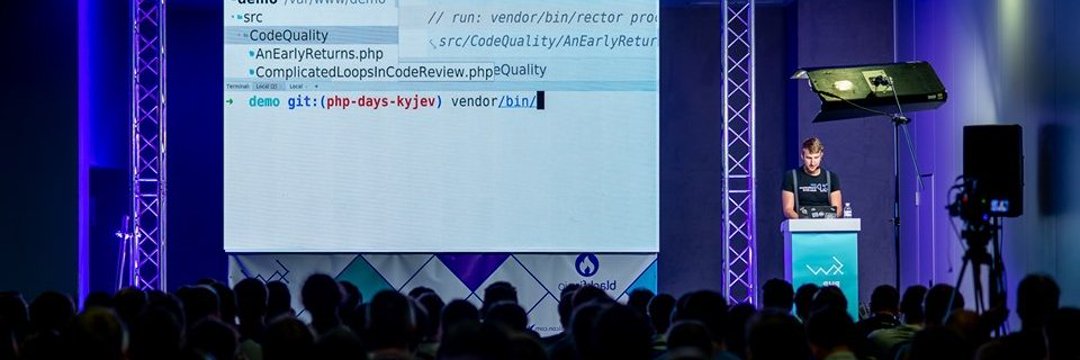 demo /var/www/demo
src
CodeQuality
AnEarlyReturns.php
ComplicatedLoopsInCodeReview.php
// run: vendor/bin/rector
src/CodeQuality/AnEarlyRetur
eQuality
Terminal: Local (2) Local +
➜ demo git:(php-days-kyjev) vendor/bin/